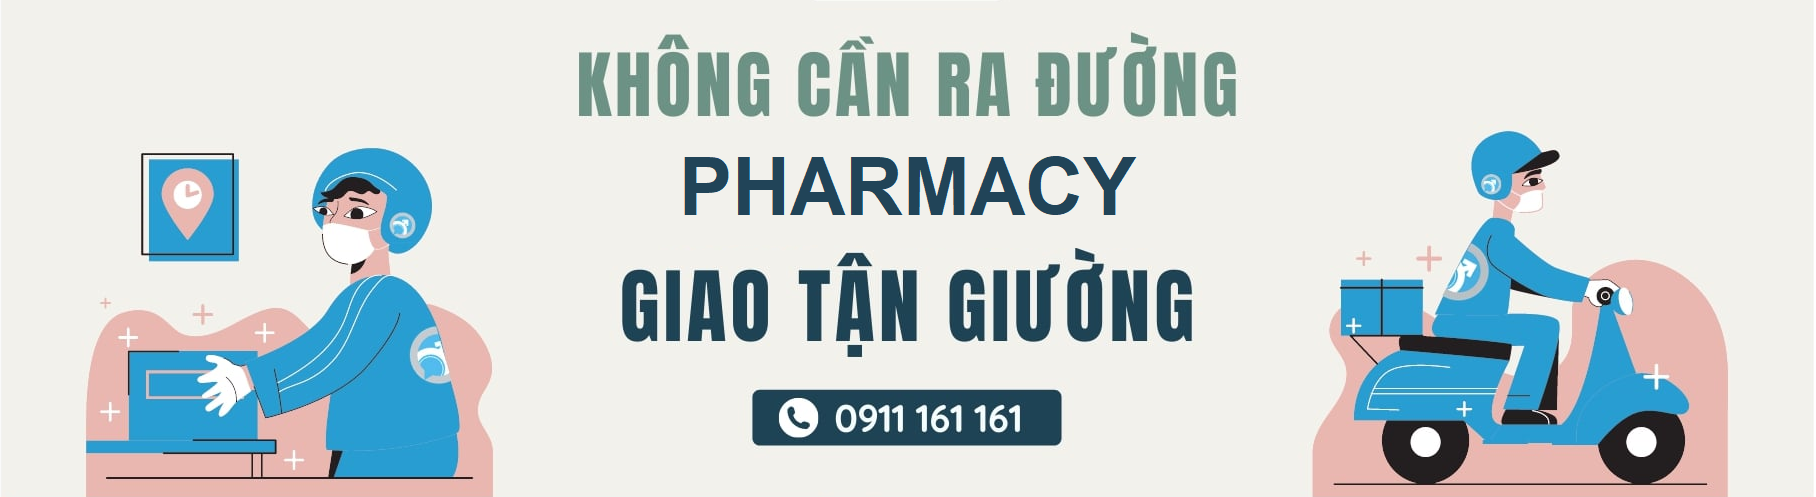 KHÔNG CẦN RA ĐƯỜNG
PHARMACY
GIAO TẬN GIƯỜNG
0911 161 161